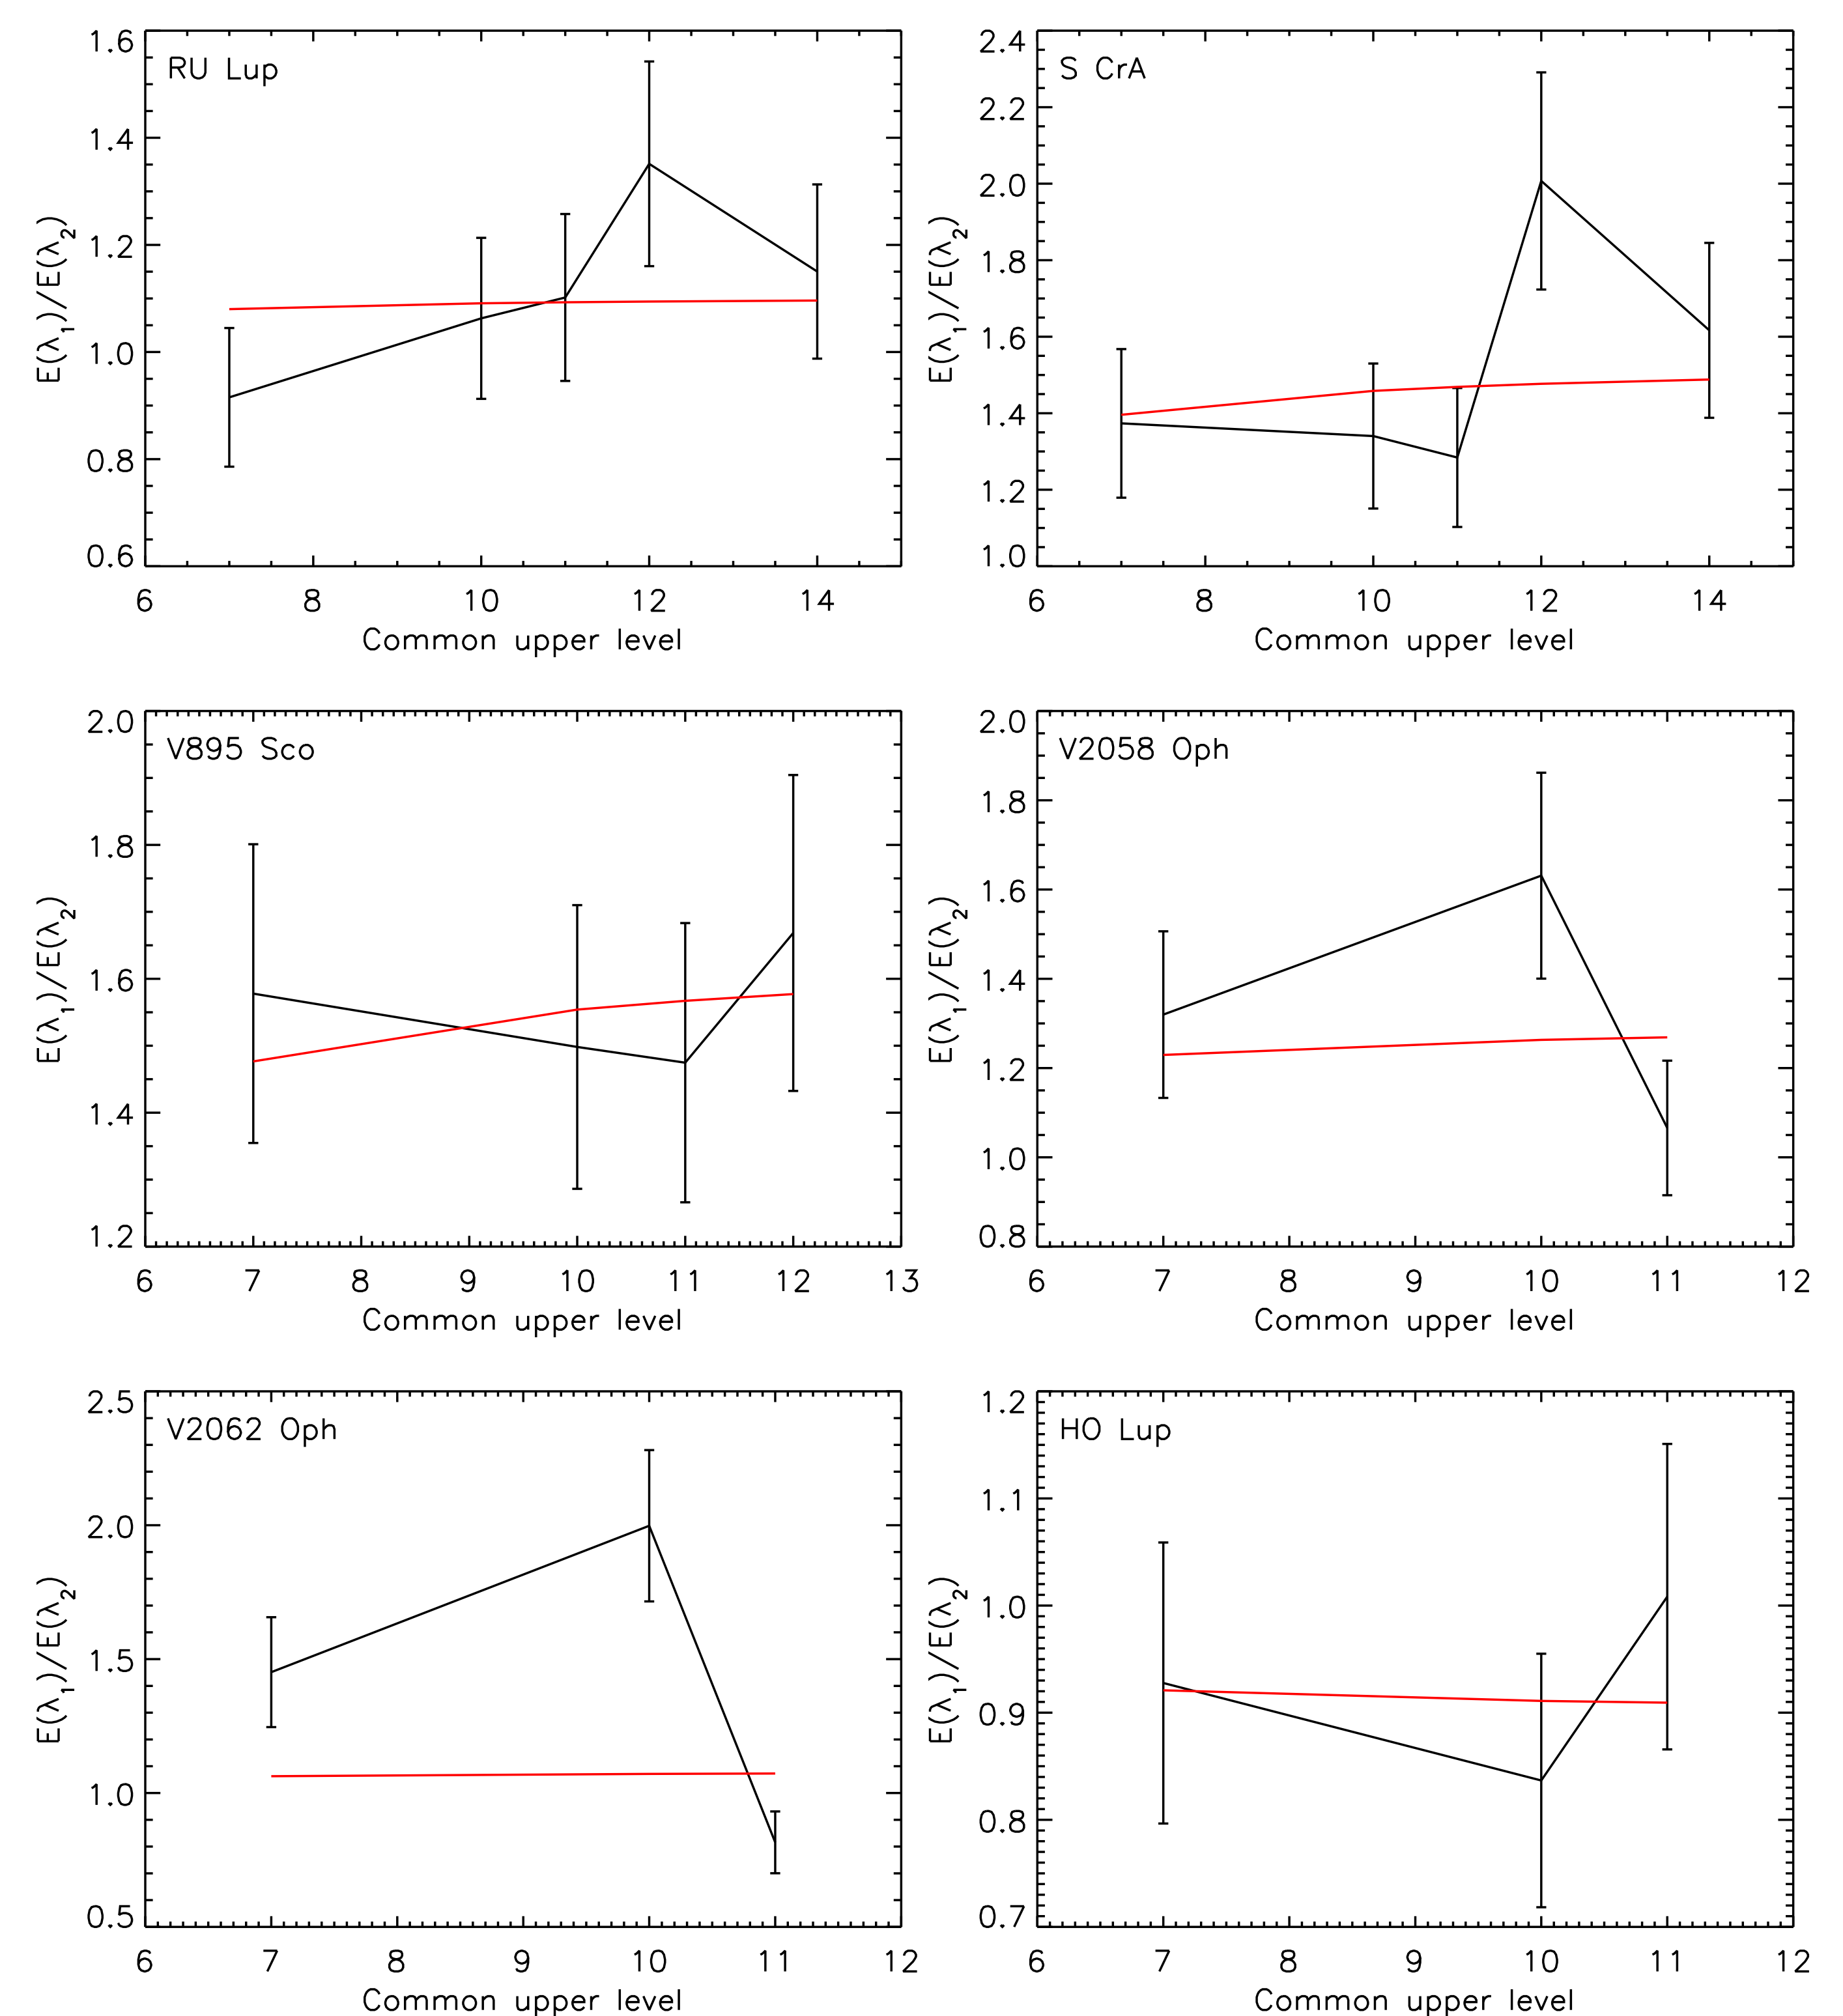 RU Lup
1.6
1.4
1.2
1.0
0.8
0.6
E(λ₁)/E(λ₂)
6 8 10 12 14
Common upper level
S CrA
2.4
2.2
2.0
1.8
1.6
1.4
1.2
1.0
E(λ₁)/E(λ₂)
6 8 10 12 14
Common upper level
V895 Sco
2.0
1.8
1.6
1.4
1.2
E(λ₁)/E(λ₂)
6 7 8 9 10 11 12 13
Common upper level
V2058 Oph
2.0
1.8
1.6
1.4
1.2
1.0
0.8
E(λ₁)/E(λ₂)
6 7 8 9 10 11 12
Common upper level
V2062 Oph
2.5
2.0
1.5
1.0
0.5
E(λ₁)/E(λ₂)
6 7 8 9 10 11 12
Common upper level
HO Lup
1.2
1.1
1.0
0.9
0.8
0.7
E(λ₁)/E(λ₂)
6 7 8 9 10 11 12
Common upper level